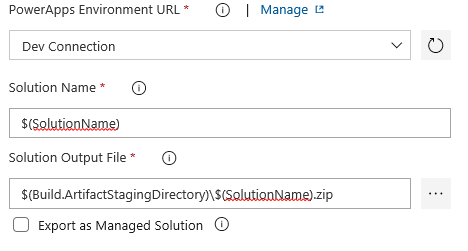 PowerApps Environment URL * | Manage
Dev Connection
Solution Name *
$(SolutionName)
Solution Output File *
$(Build.ArtifactStagingDirectory)\$(SolutionName).zip
Export as Managed Solution